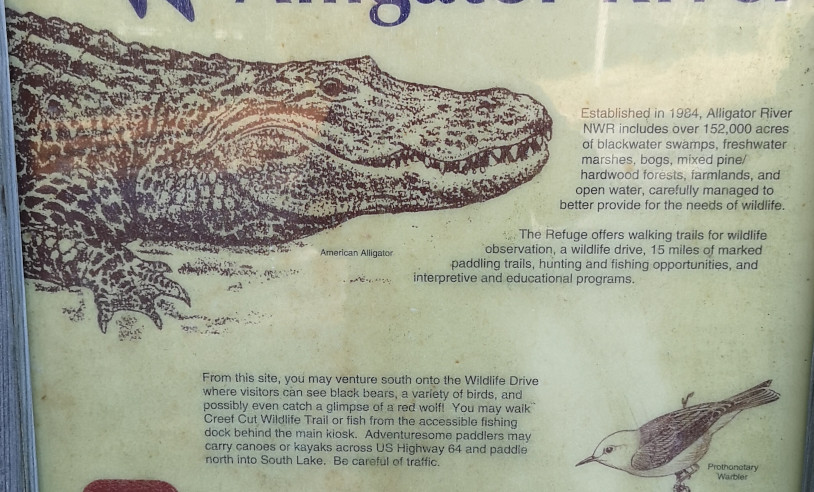 Alligator River
Established in 1984, Alligator River
NWR includes over 152,000 acres
of blackwater swamps, freshwater
marshes, bogs, mixed pine/
hardwood forests, farmlands, and
open water, carefully managed to
better provide for the needs of wildlife.
The Refuge offers walking trails for wildlife
observation, a wildlife drive, 15 miles of marked
paddling trails, hunting and fishing opportunities, and
interpretive and educational programs.
American Alligator
From this site, you may venture south onto the Wildlife Drive
where visitors can see black bears, a variety of birds, and
possibly even catch a glimpse of a red wolf! You may walk
Creef Cut Wildlife Trail or fish from the accessible fishing
dock behind the main kiosk. Adventuresome paddlers may
carry canoes or kayaks across US Highway 64 and paddle
north into South Lake. Be careful of traffic.
Prothonotary
Warbler